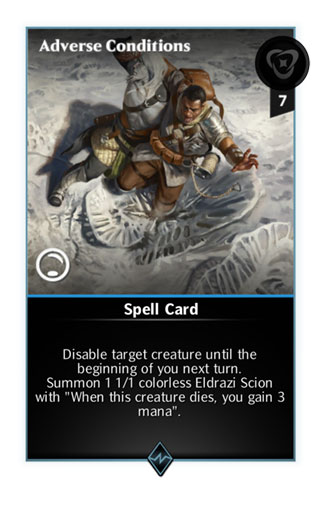 Adverse Conditions
7
Spell Card
Disable target creature until the
beginning of you next turn.
Summon 1 1/1 colorless Eldrazi Scion
with "When this creature dies, you gain 3
mana".